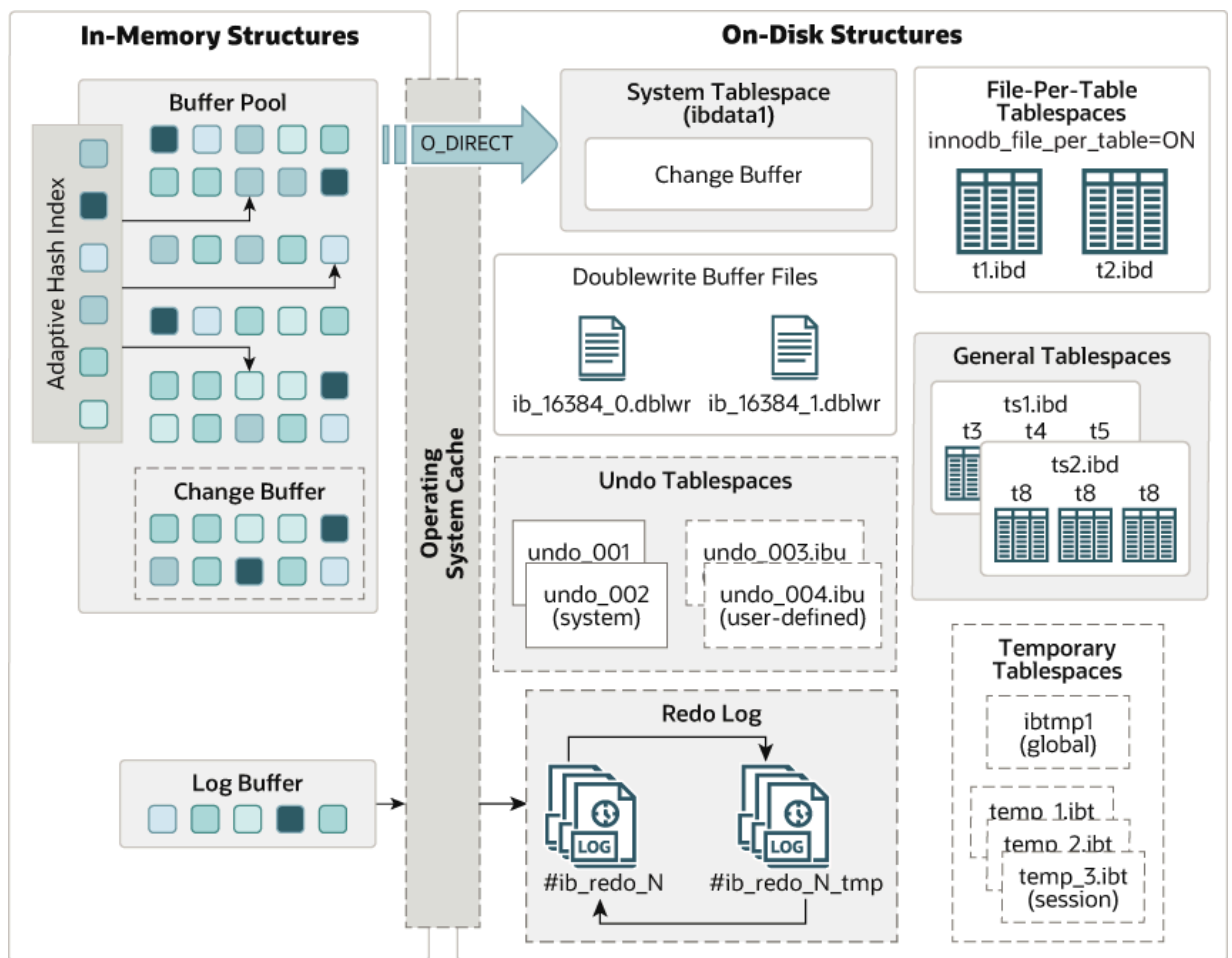 In-Memory Structures
On-Disk Structures
Buffer Pool
Adaptive Hash Index
Change Buffer
Log Buffer
Operating
System Cache
O_DIRECT
System Tablespace
(ibdata1)
Change Buffer
Doublewrite Buffer Files
ib_16384_0.dblwr
ib_16384_1.dblwr
Undo Tablespaces
undo_001
undo_002
(system)
undo_003.ibu
undo_004.ibu
(user-defined)
Redo Log
LOG
LOG
#ib_redo_N
#ib_redo_N_tmp
File-Per-Table
Tablespaces
innodb_file_per_table=ON
t1.ibd
t2.ibd
General Tablespaces
ts1.ibd
t3 t4 t5
ts2.ibd
t8 t8 t8
Temporary
Tablespaces
ibtmp1
(global)
temp_1.ibt
temp_2.ibt
temp_3.ibt
(session)